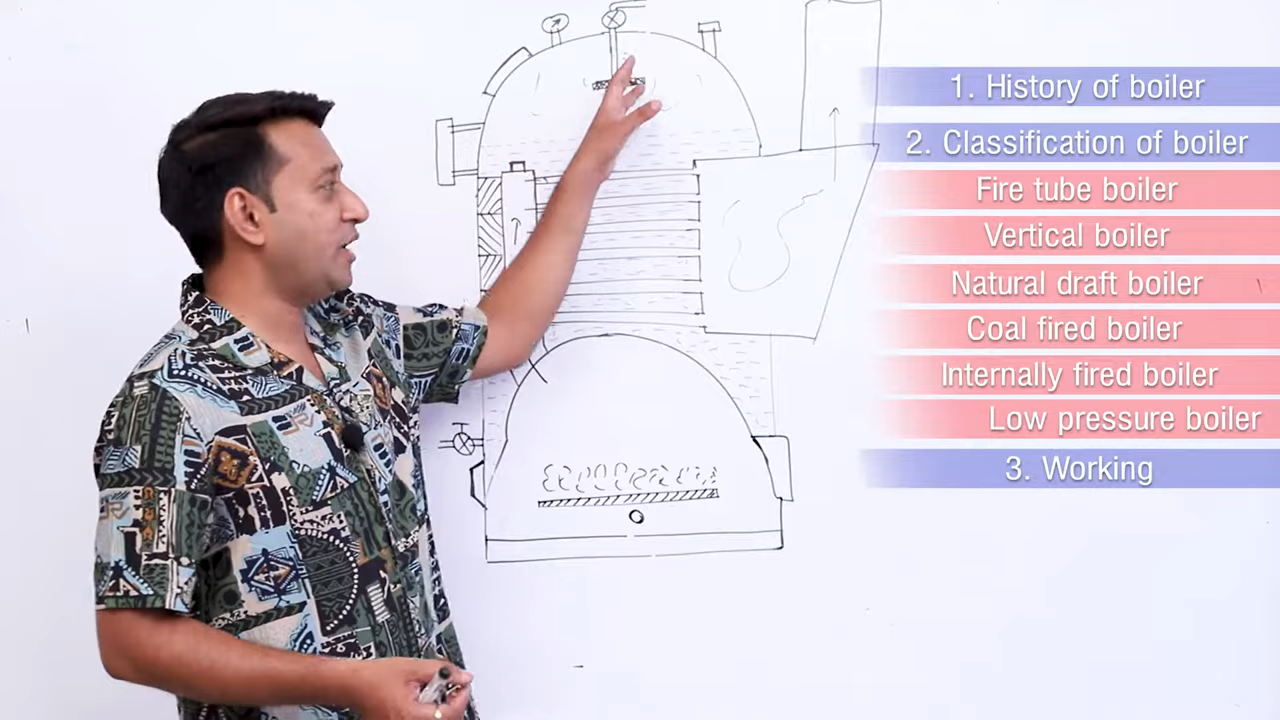 1. History of boiler
2. Classification of boiler
Fire tube boiler
Vertical boiler
Natural draft boiler
Coal fired boiler
Internally fired boiler
Low pressure boiler
3. Working